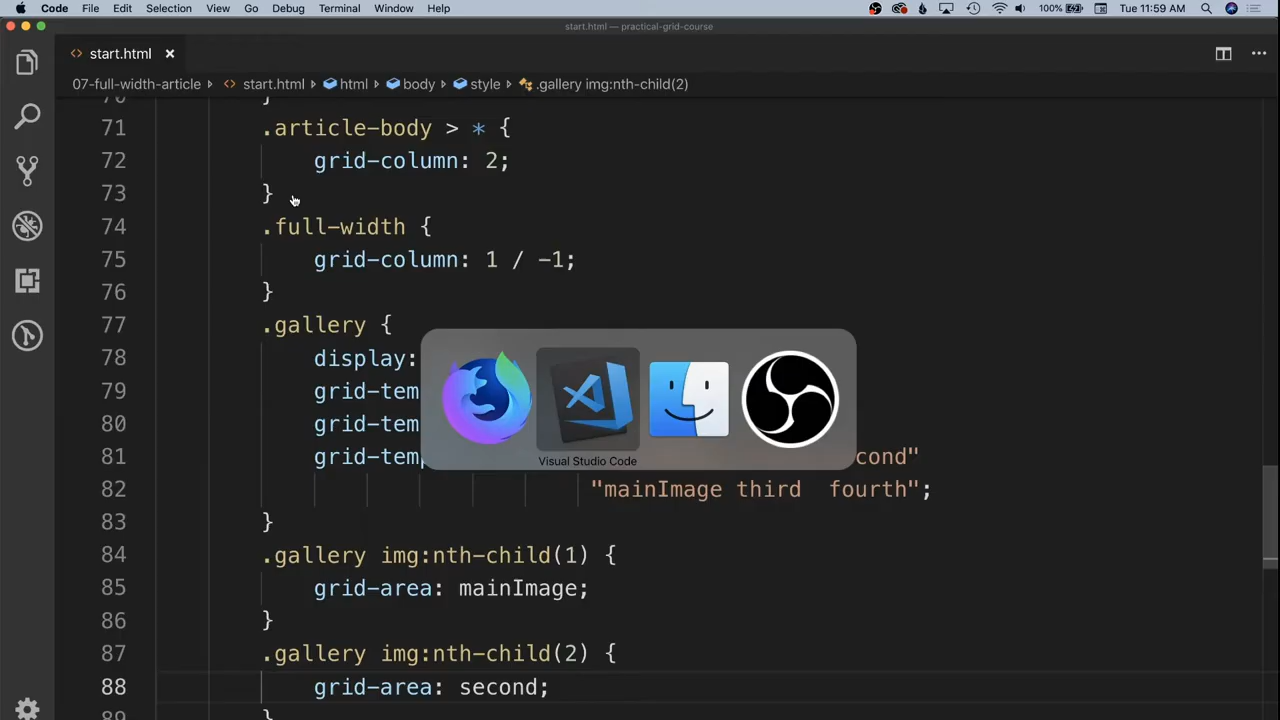 Code File Edit Selection View Go Debug Terminal Window Help 100% Tue 11:59 AM
start.html — practical-grid-course
start.html
07-full-width-article start.html html body style .gallery img:nth-child(2)
70 }
71 .article-body > * {
72 grid-column: 2;
73 }
74 .full-width {
75 grid-column: 1 / -1;
76 }
77 .gallery {
78 display:
79 grid-tem
80 grid-tem
81 grid-temp cond"
82 "mainImage third fourth";
83 }
84 .gallery img:nth-child(1) {
85 grid-area: mainImage;
86 }
87 .gallery img:nth-child(2) {
88 grid-area: second;
89 }
Visual Studio Code